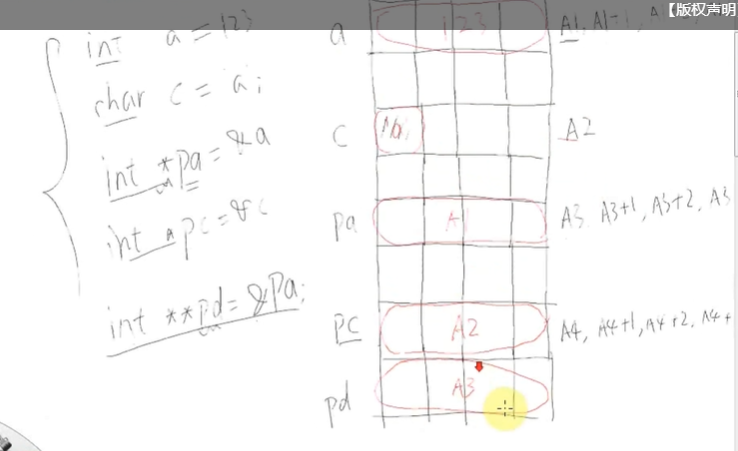 【版权声明
int a = 123
a
123
A1, A1+1,
char c = 'a;
c
A2
int *pa = &a
pa
A1
A3. A3+1, A3+2, A3
int * pc = &c
int **pd = &pa;
pc
A2
A4, A4+1, A4+2. A4+
pd
A3